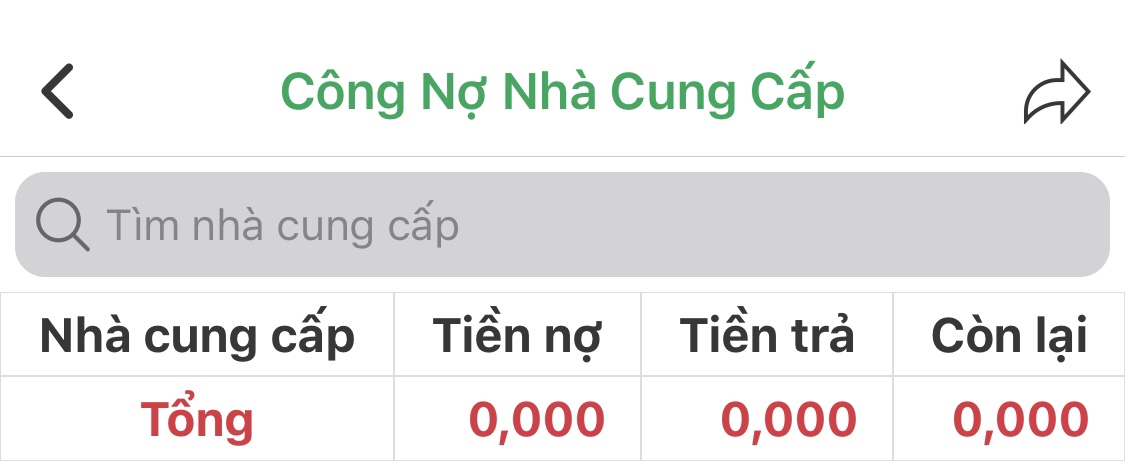 Công Nợ Nhà Cung Cấp
Tìm nhà cung cấp
Nhà cung cấp Tiền nợ Tiền trả Còn lại
Tổng 0,000 0,000 0,000